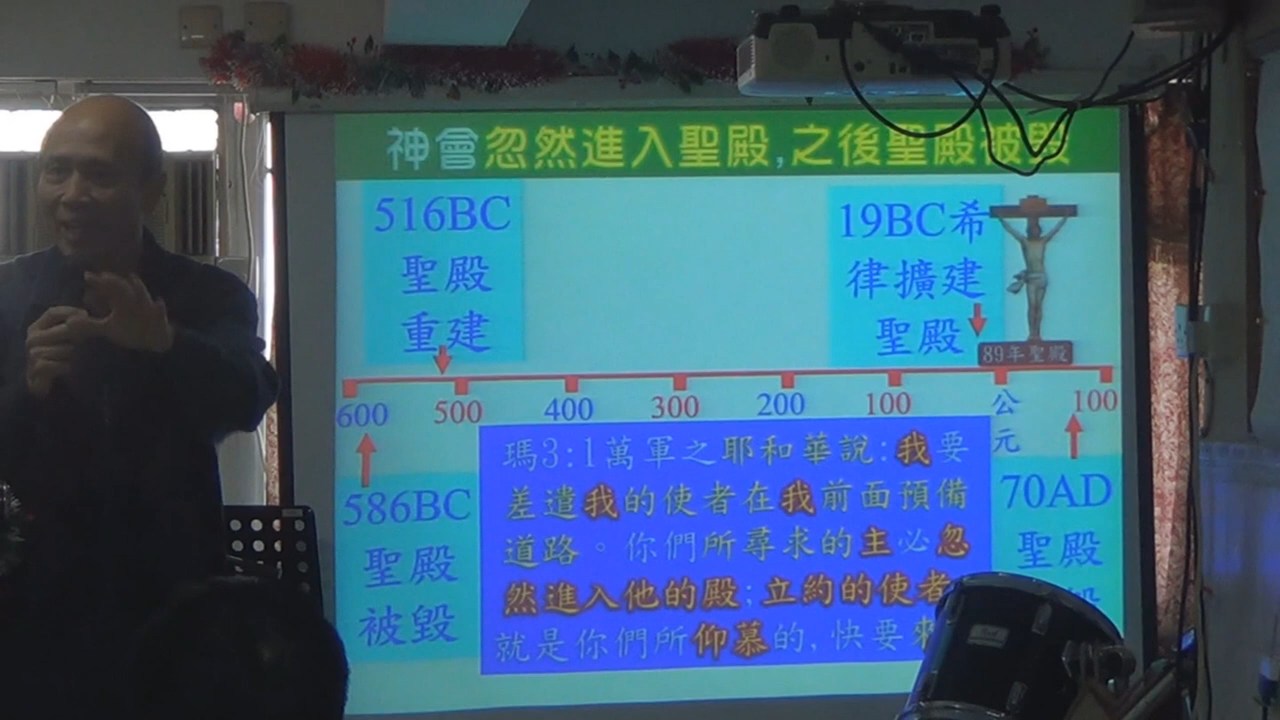 神會忽然進入聖殿,之後聖殿被毀
516BC
聖殿
重建
19BC希
律擴建
聖殿
89年聖殿
600 500 400 300 200 100 公元 100
586BC
聖殿
被毀
瑪3:1萬軍之耶和華說:我要
差遣我的使者在我前面預備
道路。你們所尋求的主必忽
然進入他的殿;立約的使者
就是你們所仰慕的,快要來
70AD
聖殿
毀